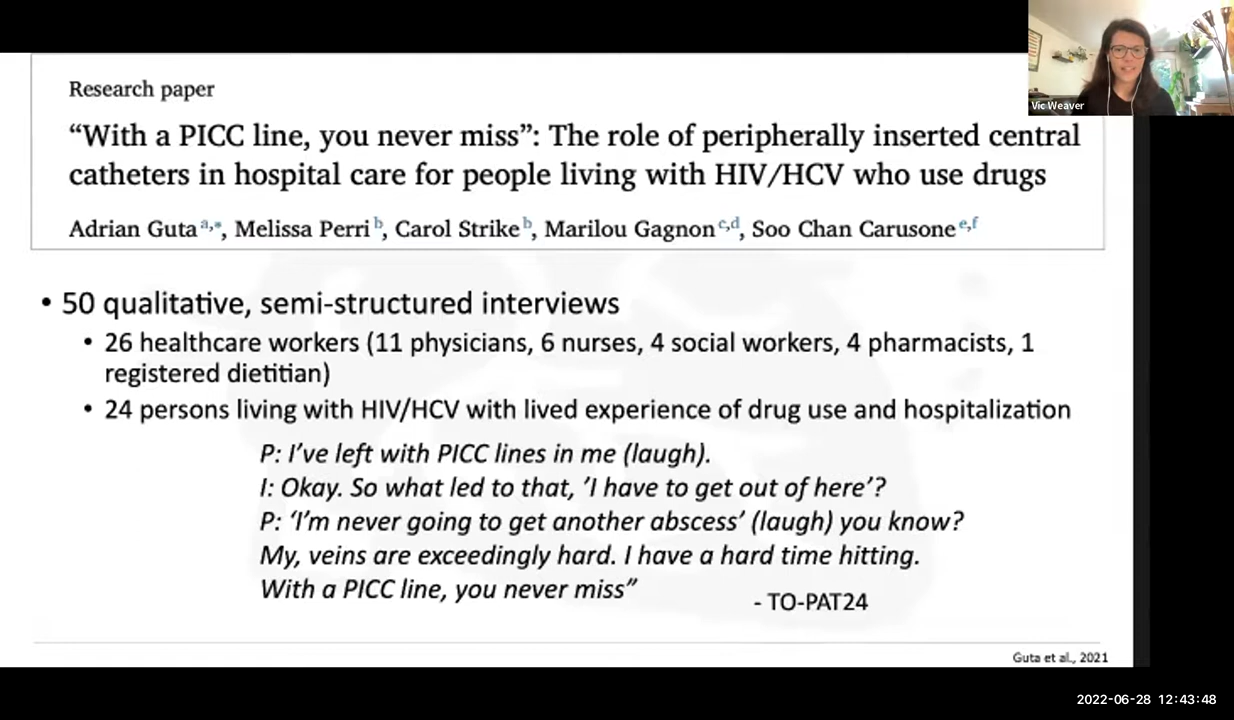 Research paper
“With a PICC line, you never miss”: The role of peripherally inserted central
catheters in hospital care for people living with HIV/HCV who use drugs
Adrian Guta a,*, Melissa Perri b, Carol Strike b, Marilou Gagnon c,d, Soo Chan Carusone e,f
Vic Weaver
• 50 qualitative, semi-structured interviews
• 26 healthcare workers (11 physicians, 6 nurses, 4 social workers, 4 pharmacists, 1
registered dietitian)
• 24 persons living with HIV/HCV with lived experience of drug use and hospitalization
P: I’ve left with PICC lines in me (laugh).
I: Okay. So what led to that, ’I have to get out of here’?
P: ‘I’m never going to get another abscess’ (laugh) you know?
My, veins are exceedingly hard. I have a hard time hitting.
With a PICC line, you never miss”
- TO-PAT24
Guta et al., 2021
2022-06-28 12:43:48